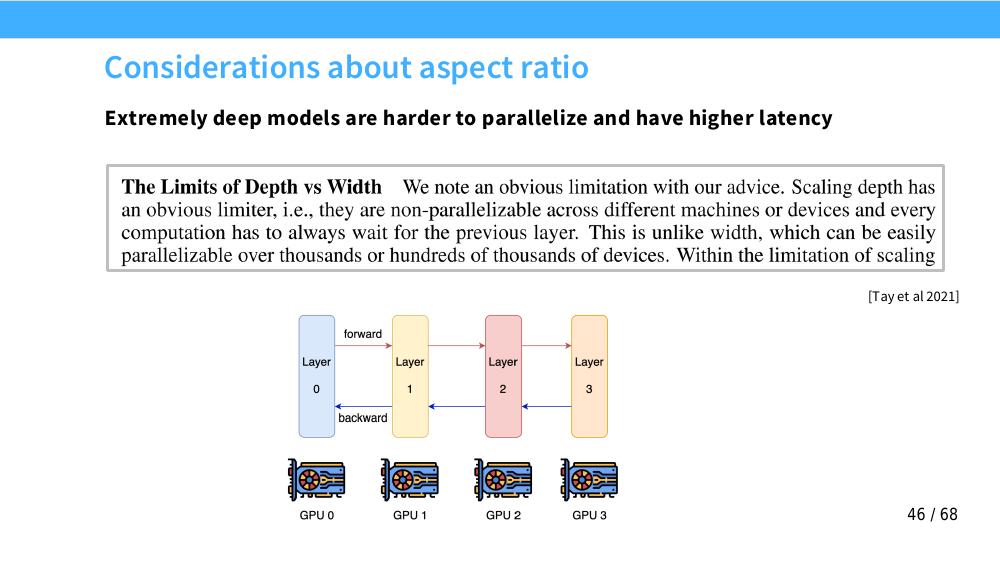 Considerations about aspect ratio
Extremely deep models are harder to parallelize and have higher latency
The Limits of Depth vs Width We note an obvious limitation with our advice. Scaling depth has
an obvious limiter, i.e., they are non-parallelizable across different machines or devices and every
computation has to always wait for the previous layer. This is unlike width, which can be easily
parallelizable over thousands or hundreds of thousands of devices. Within the limitation of scaling
[Tay et al 2021]
forward
Layer
0
Layer
1
Layer
2
Layer
3
backward
GPU 0
GPU 1
GPU 2
GPU 3
46 / 68